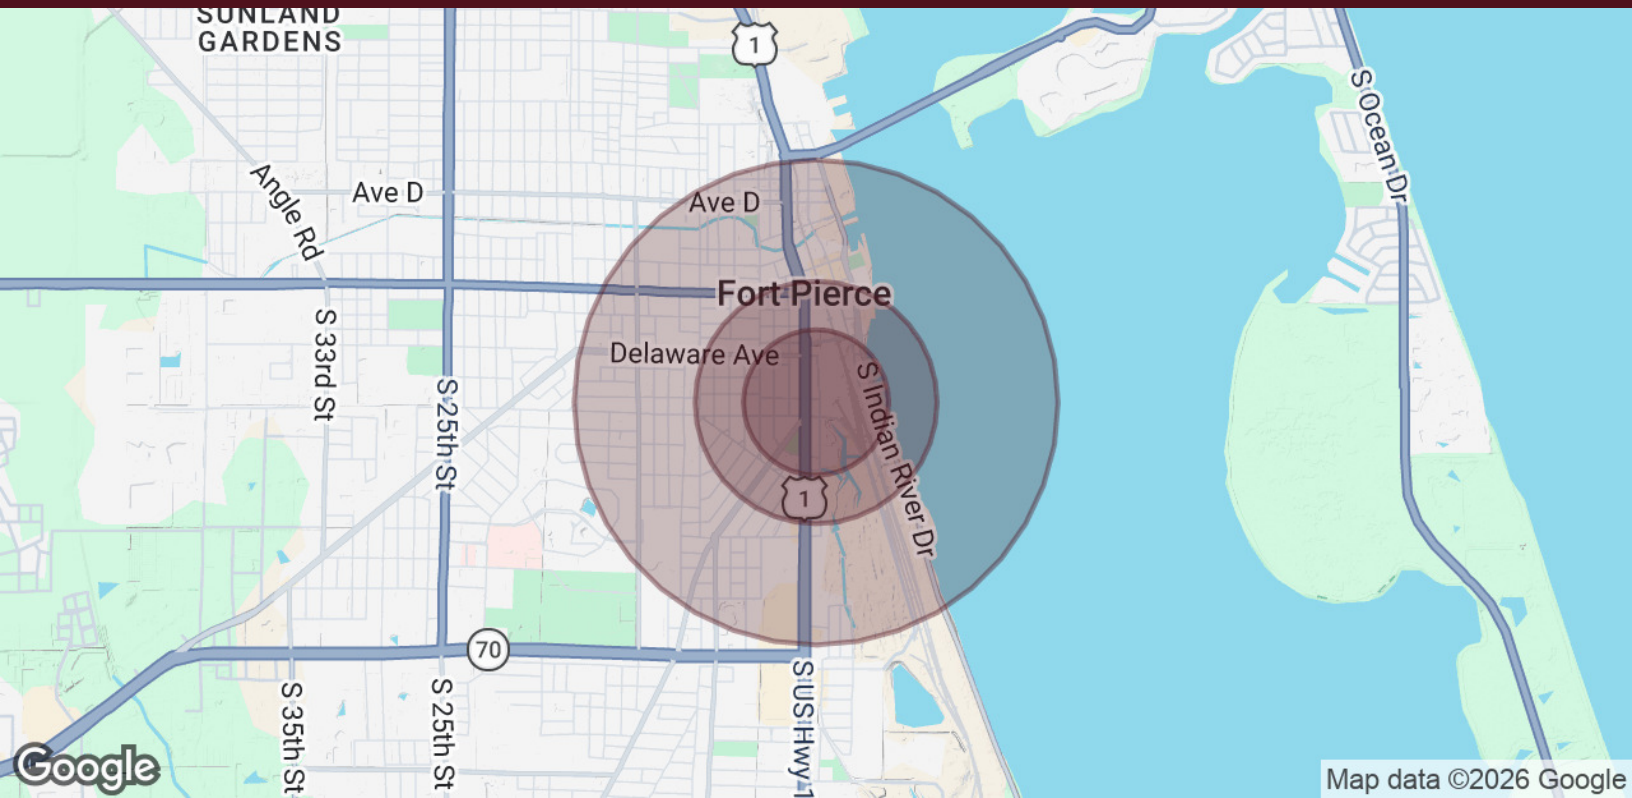 SUNLAND
GARDENS
1
S Ocean Dr
Angle Rd
Ave D
Ave D
Fort Pierce
S 33rd St
Delaware Ave
S 25th St
S Indian River Dr
1
70
S 35th St
S 25th St
S US Hwy 1
Google
Map data ©2026 Google